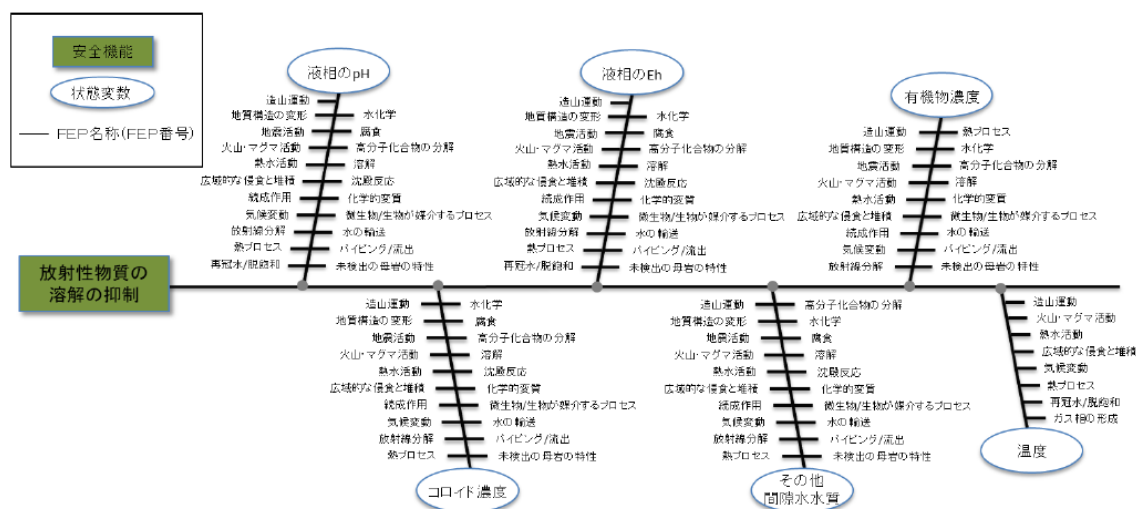 安全機能
状態変数
FEP名称(FEP番号)
放射性物質の
溶解の抑制
液相のpH
造山運動
地質構造の変形
地震活動
火山・マグマ活動
熱水活動
広域的な侵食と堆積
続成作用
気候変動
放射線分解
熱プロセス
再冠水/脱飽和
水化学
腐食
高分子化合物の分解
溶解
沈殿反応
化学的変質
微生物/生物が媒介するプロセス
水の輸送
パイピング/流出
未検出の母岩の特性
液相のEh
造山運動
地質構造の変形
地震活動
火山・マグマ活動
熱水活動
広域的な侵食と堆積
続成作用
気候変動
放射線分解
熱プロセス
再冠水/脱飽和
水化学
腐食
高分子化合物の分解
溶解
沈殿反応
化学的変質
微生物/生物が媒介するプロセス
水の輸送
パイピング/流出
未検出の母岩の特性
有機物濃度
造山運動
地質構造の変形
地震活動
火山・マグマ活動
熱水活動
広域的な侵食と堆積
続成作用
気候変動
放射線分解
熱プロセス
水化学
高分子化合物の分解
溶解
化学的変質
微生物/生物が媒介するプロセス
水の輸送
パイピング/流出
未検出の母岩の特性
造山運動
地質構造の変形
地震活動
火山・マグマ活動
熱水活動
広域的な侵食と堆積
続成作用
気候変動
放射線分解
熱プロセス
水化学
腐食
高分子化合物の分解
溶解
沈殿反応
化学的変質
微生物/生物が媒介するプロセス
水の輸送
パイピング/流出
未検出の母岩の特性
コロイド濃度
造山運動
地質構造の変形
地震活動
火山・マグマ活動
熱水活動
広域的な侵食と堆積
続成作用
気候変動
放射線分解
熱プロセス
高分子化合物の分解
水化学
腐食
溶解
沈殿反応
化学的変質
微生物/生物が媒介するプロセス
水の輸送
パイピング/流出
未検出の母岩の特性
その他
間隙水水質
造山運動
火山・マグマ活動
熱水活動
広域的な侵食と堆積
気候変動
熱プロセス
再冠水/脱飽和
ガス相の形成
温度